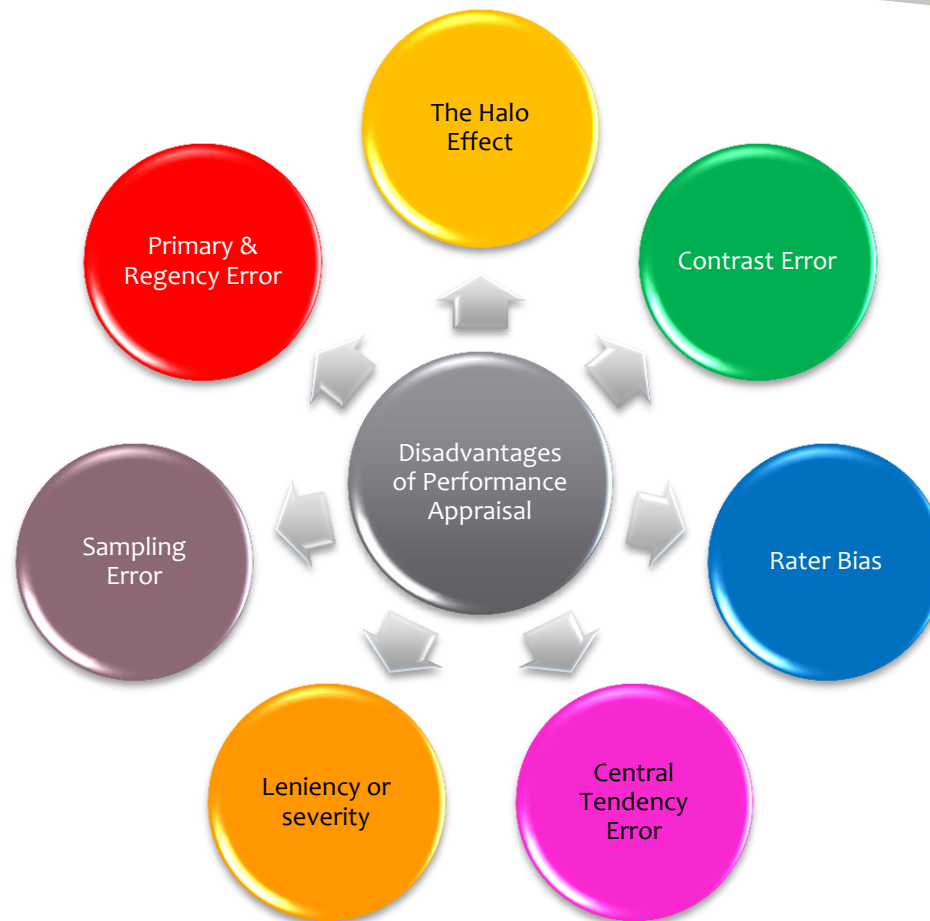 The Halo
Effect
Primary &
Regency Error
Contrast Error
Disadvantages
of Performance
Appraisal
Sampling
Error
Rater Bias
Leniency or
severity
Central
Tendency
Error